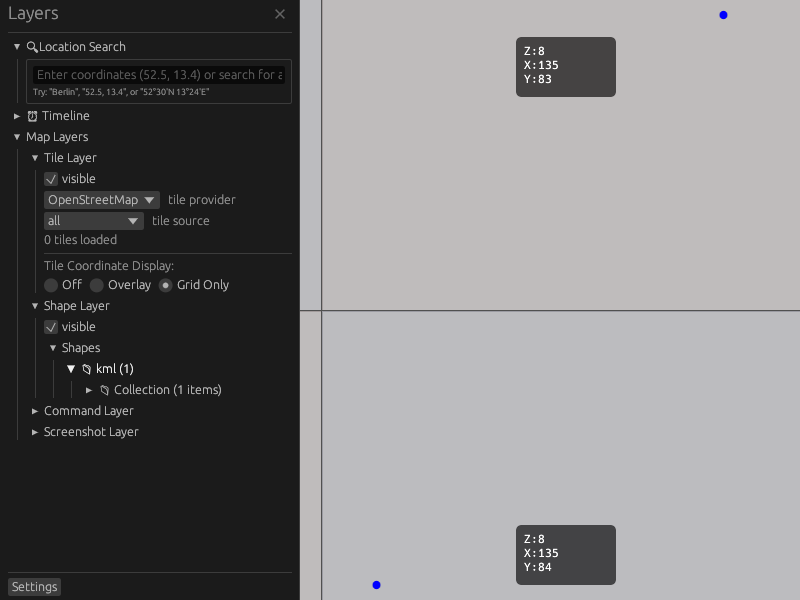 Layers
Location Search
Enter coordinates (52.5, 13.4) or search for a
Try: "Berlin", "52.5, 13.4", or "52°30'N 13°24'E"
Timeline
Map Layers
Tile Layer
visible
OpenStreetMap tile provider
all tile source
0 tiles loaded
Tile Coordinate Display:
Off Overlay Grid Only
Shape Layer
visible
Shapes
kml (1)
Collection (1 items)
Command Layer
Screenshot Layer
Settings
Z:8
X:135
Y:83
Z:8
X:135
Y:84